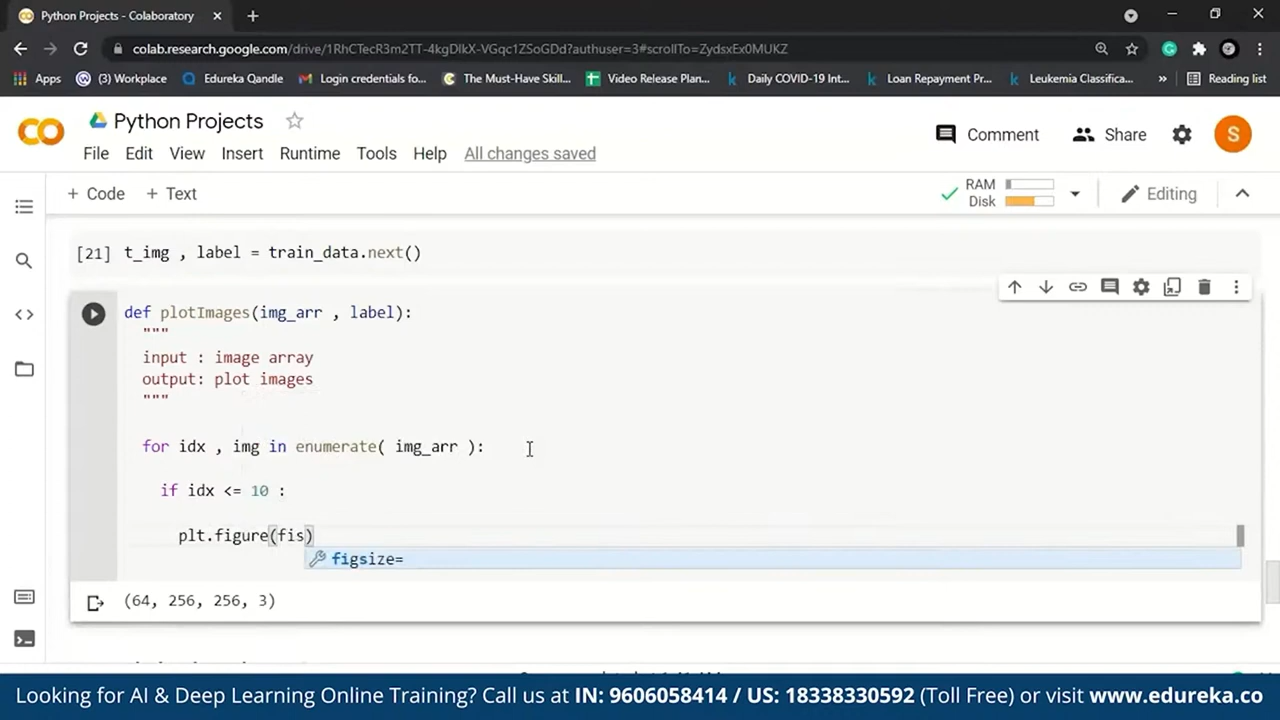 Python Projects - Colaboratory
colab.research.google.com/drive/1RhCTecR3m2TT-4kgDIkX-VGqc1ZSoGDd?authuser=3#scrollTo=ZydsxEx0MUKZ
Apps (3) Workplace Edureka Qandle Login credentials fo... The Must-Have Skill... Video Release Plan... Daily COVID-19 Int... Loan Repayment Pr... Leukemia Classifica... » Reading list
CO Python Projects
Comment Share S
File Edit View Insert Runtime Tools Help All changes saved
+ Code + Text RAM Disk Editing
[21] t_img , label = train_data.next()
def plotImages(img_arr , label):
"""
input : image array
output: plot images
"""
for idx , img in enumerate( img_arr ):
if idx <= 10 :
plt.figure(fis)
figsize=
(64, 256, 256, 3)
Looking for AI & Deep Learning Online Training? Call us at IN: 9606058414 / US: 18338330592 (Toll Free) or visit www.edureka.co